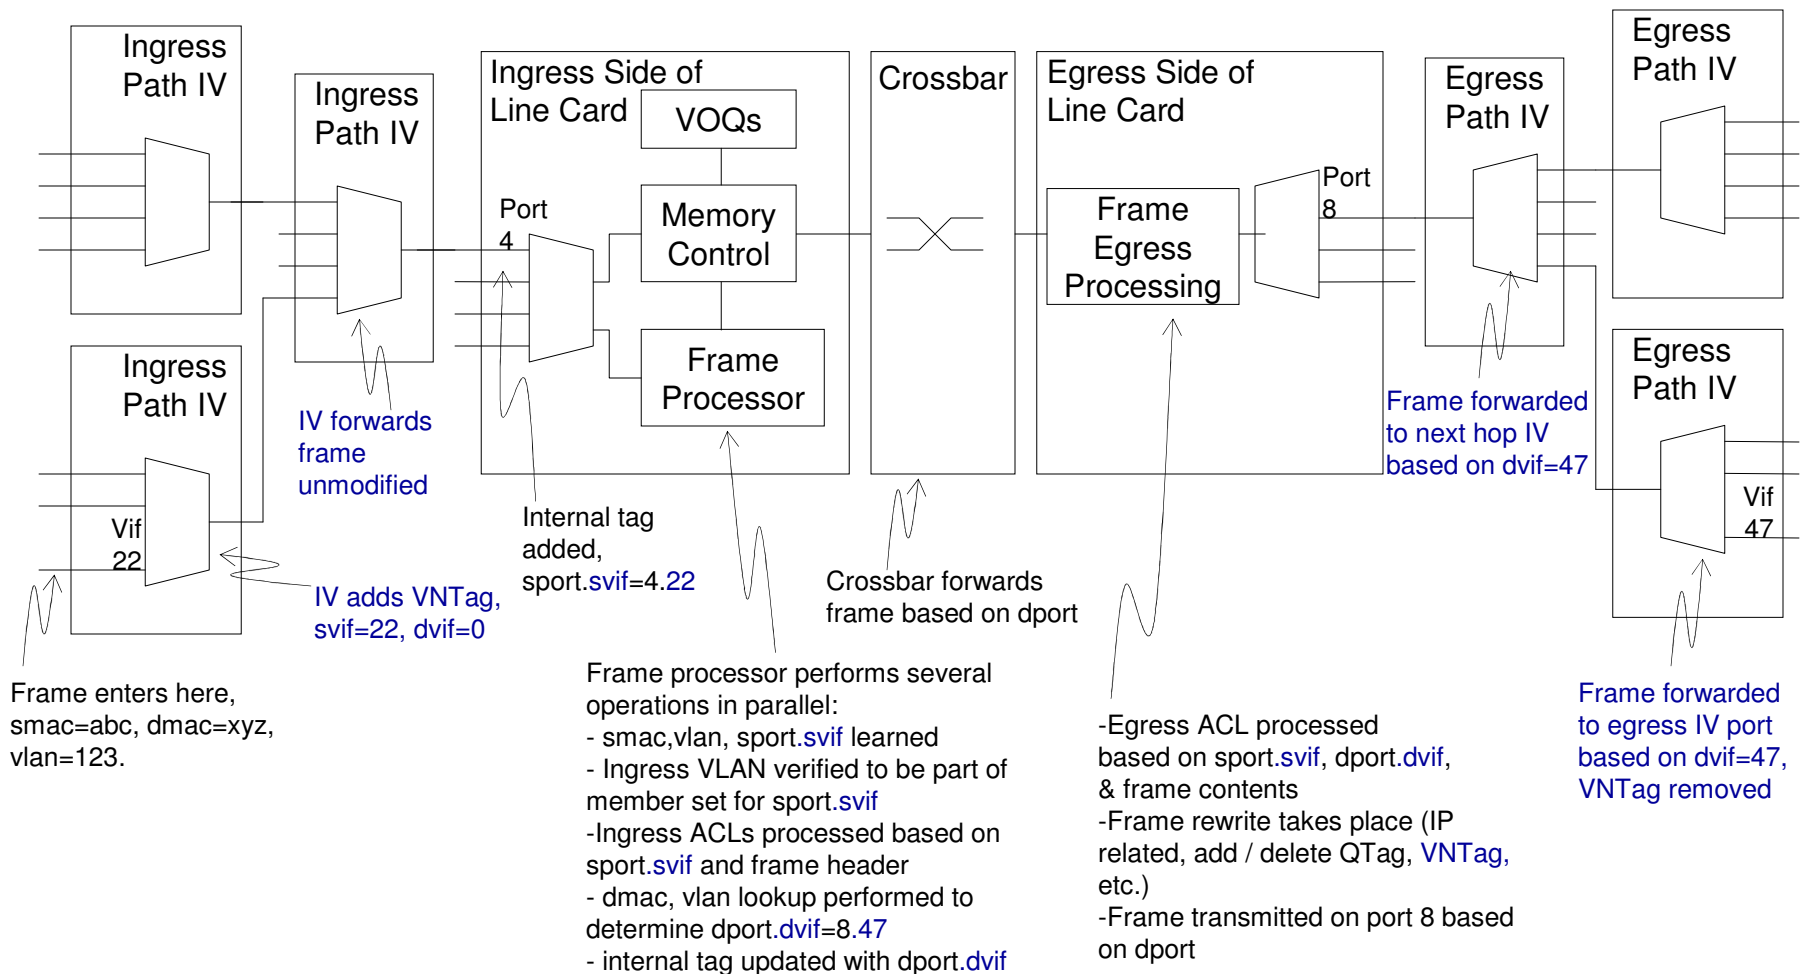 Ingress
Path IV
Ingress
Path IV
Ingress Side of
Line Card
VOQs
Port
4
Memory
Control
Frame
Processor
Crossbar
Egress Side of
Line Card
Frame
Egress
Processing
Port
8
Egress
Path IV
Egress
Path IV
Ingress
Path IV
Vif
22
Egress
Path IV
Vif
47
IV forwards
frame
unmodified
Frame forwarded
to next hop IV
based on dvif=47
Internal tag
added,
sport.svif=4.22
IV adds VNTag,
svif=22, dvif=0
Crossbar forwards
frame based on dport
Frame enters here,
smac=abc, dmac=xyz,
vlan=123.
Frame processor performs several
operations in parallel:
- smac,vlan, sport.svif learned
- Ingress VLAN verified to be part of
member set for sport.svif
-Ingress ACLs processed based on
sport.svif and frame header
- dmac, vlan lookup performed to
determine dport.dvif=8.47
- internal tag updated with dport.dvif
-Egress ACL processed
based on sport.svif, dport.dvif,
& frame contents
-Frame rewrite takes place (IP
related, add / delete QTag, VNTag,
etc.)
-Frame transmitted on port 8 based
on dport
Frame forwarded
to egress IV port
based on dvif=47,
VNTag removed